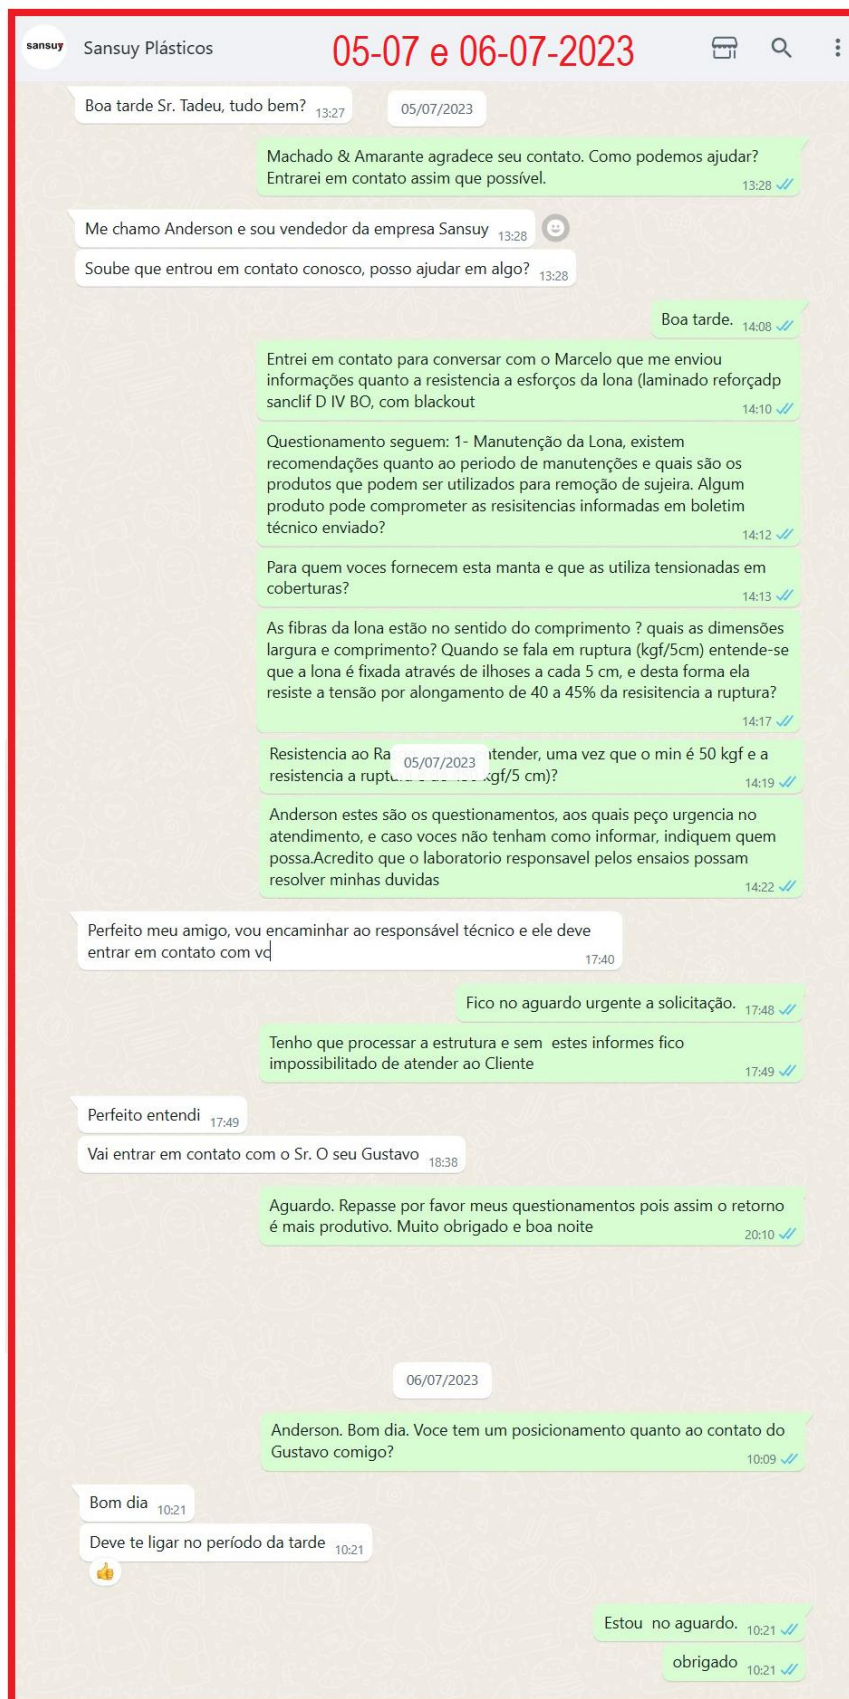 sansuy
Sansuy Plásticos
05-07 e 06-07-2023
Boa tarde Sr. Tadeu, tudo bem? 13:27
05/07/2023
Machado & Amarante agradece seu contato. Como podemos ajudar?
Entrarei em contato assim que possível.
13:28
Me chamo Anderson e sou vendedor da empresa Sansuy 13:28
Soube que entrou em contato conosco, posso ajudar em algo? 13:28
Boa tarde. 14:08
Entrei em contato para conversar com o Marcelo que me enviou
informações quanto a resistencia a esforços da lona (laminado reforçadp
sanclif D IV BO, com blackout
14:10
Questionamento seguem: 1- Manutenção da Lona, existem
recomendações quanto ao periodo de manutenções e quais são os
produtos que podem ser utilizados para remoção de sujeira. Algum
produto pode comprometer as resisitencias informadas em boletim
técnico enviado?
14:12
Para quem voces fornecem esta manta e que as utiliza tensionadas em
coberturas?
14:13
As fibras da lona estão no sentido do comprimento ? quais as dimensões
largura e comprimento? Quando se fala em ruptura (kgf/5cm) entende-se
que a lona é fixada através de ilhoses a cada 5 cm, e desta forma ela
resiste a tensão por alongamento de 40 a 45% da resisitencia a ruptura?
14:17
Resistencia ao Ra tender, uma vez que o min é 50 kgf e a
05/07/2023
resistencia a rupt kgf/5 cm)?
14:19
Anderson estes são os questionamentos, aos quais peço urgencia no
atendimento, e caso voces não tenham como informar, indiquem quem
possa.Acredito que o laboratorio responsavel pelos ensaios possam
resolver minhas duvidas
14:22
Perfeito meu amigo, vou encaminhar ao responsável técnico e ele deve
entrar em contato com vc
17:40
Fico no aguardo urgente a solicitação. 17:48
Tenho que processar a estrutura e sem estes informes fico
impossibilitado de atender ao Cliente
17:49
Perfeito entendi 17:49
Vai entrar em contato com o Sr. O seu Gustavo 18:38
Aguardo. Repasse por favor meus questionamentos pois assim o retorno
é mais produtivo. Muito obrigado e boa noite
20:10
06/07/2023
Anderson. Bom dia. Voce tem um posicionamento quanto ao contato do
Gustavo comigo?
10:09
Bom dia 10:21
Deve te ligar no período da tarde 10:21
Estou no aguardo. 10:21
obrigado 10:21